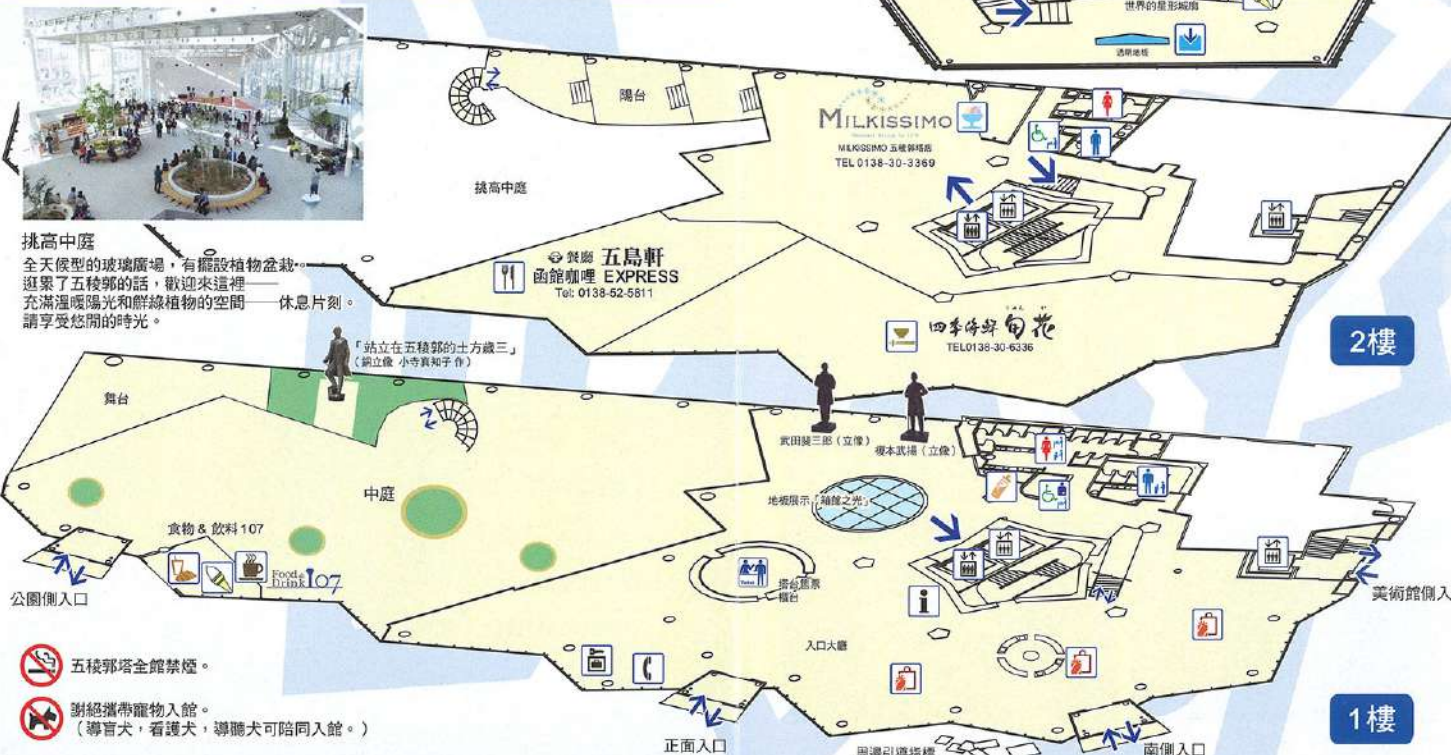 世界的星形城廓
透明地板
陽台
MILKISSIMO
MILKISSIMO 五稜郭塔店
TEL 0138-30-3369
挑高中庭
挑高中庭
全天候型的玻璃廣場，有擺設植物盆栽。
逛累了五稜郭的話，歡迎來這裡——
充滿溫暖陽光和鮮綠植物的空間——休息片刻。
請享受悠閒的時光。
餐廳 五島軒
函館咖哩 EXPRESS
Tel: 0138-52-5811
四季海鮮 旬花
TEL0138-30-6336
2樓
「站立在五稜郭的土方歲三」
（銅立像 小寺真知子 作）
舞台
武田斐三郎（立像）
榎本武揚（立像）
中庭
地板展示「箱館之光」
食物 & 飲料 107
Food & Drink 107
Ticket
塔台售票
櫃台
i
入口大廳
公園側入口
美術館側入
五稜郭塔全館禁煙。
謝絕攜帶寵物入館。
（導盲犬，看護犬，導聽犬可陪同入館。）
正面入口
周邊引導塔標
南側入口
1樓